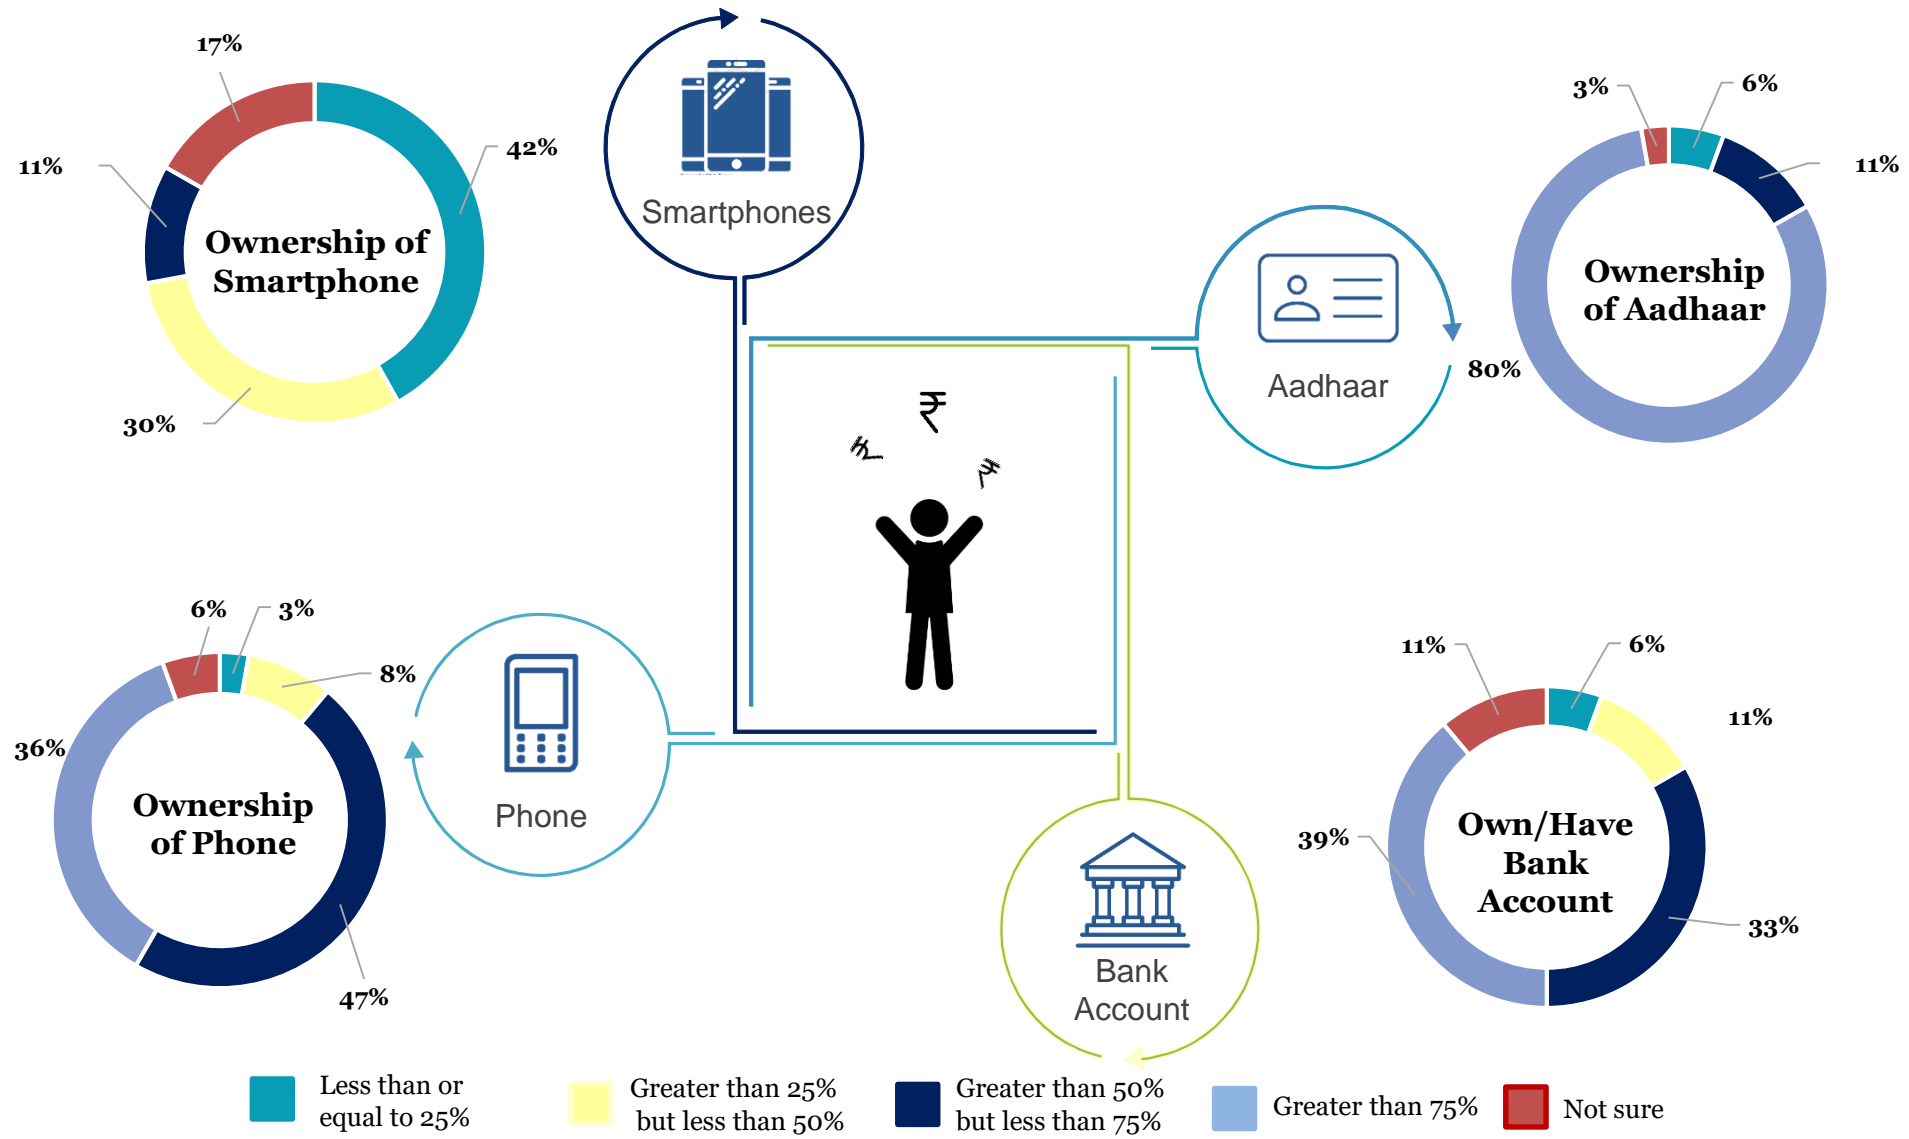 17%
42%
11%
30%
Ownership of
Smartphone
Smartphones
3%
6%
11%
80%
Ownership
of Aadhaar
Aadhaar
₹
₹
₹
6%
3%
8%
36%
47%
Ownership
of Phone
Phone
11%
6%
11%
39%
33%
Own/Have
Bank
Account
Bank
Account
Less than or
equal to 25%
Greater than 25%
but less than 50%
Greater than 50%
but less than 75%
Greater than 75%
Not sure